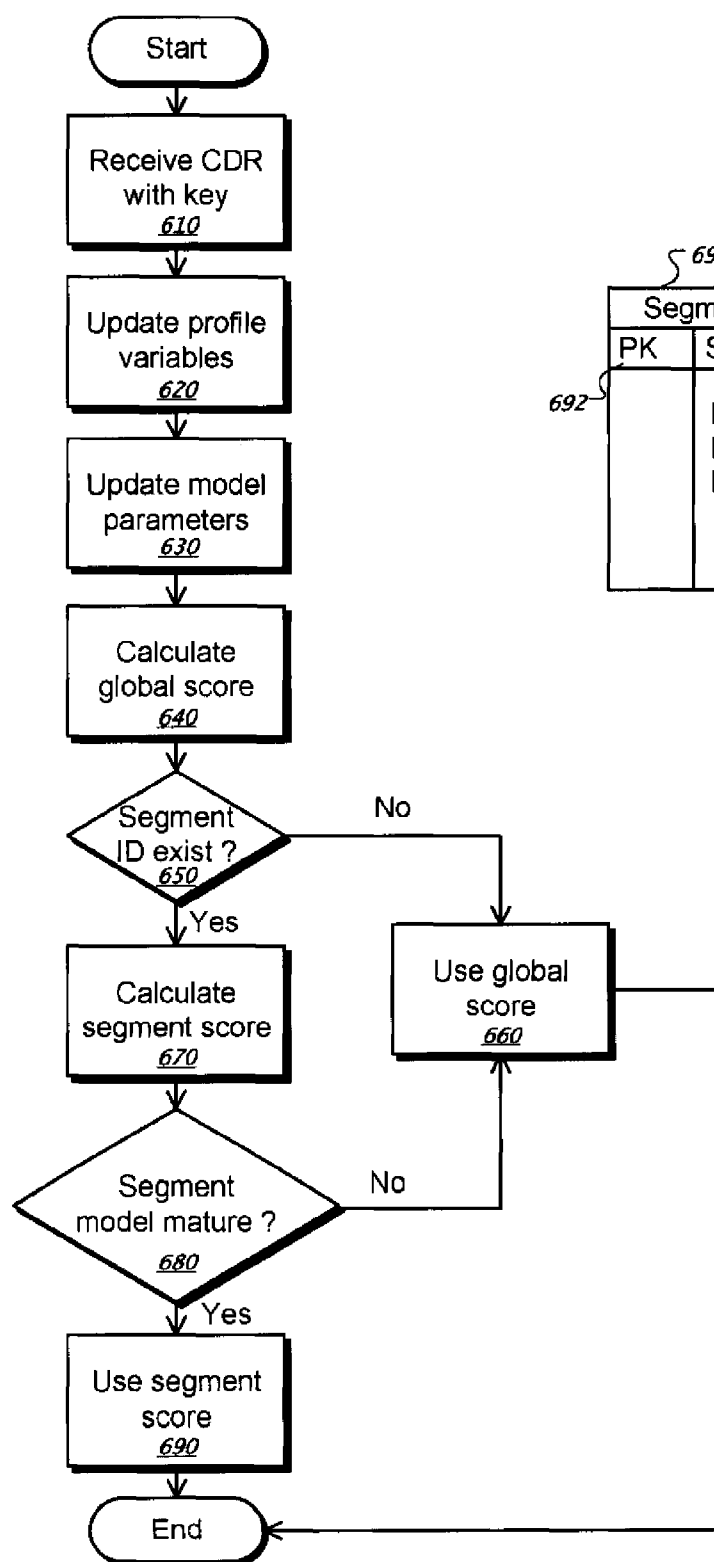 Start
Receive CDR
with key
610
Update profile
variables
620
Update model
parameters
630
Calculate
global score
640
Segment
ID exist ?
650
No
Yes
Calculate
segment score
670
Use global
score
660
Segment
model mature ?
680
No
Yes
Use segment
score
690
End
PK
692